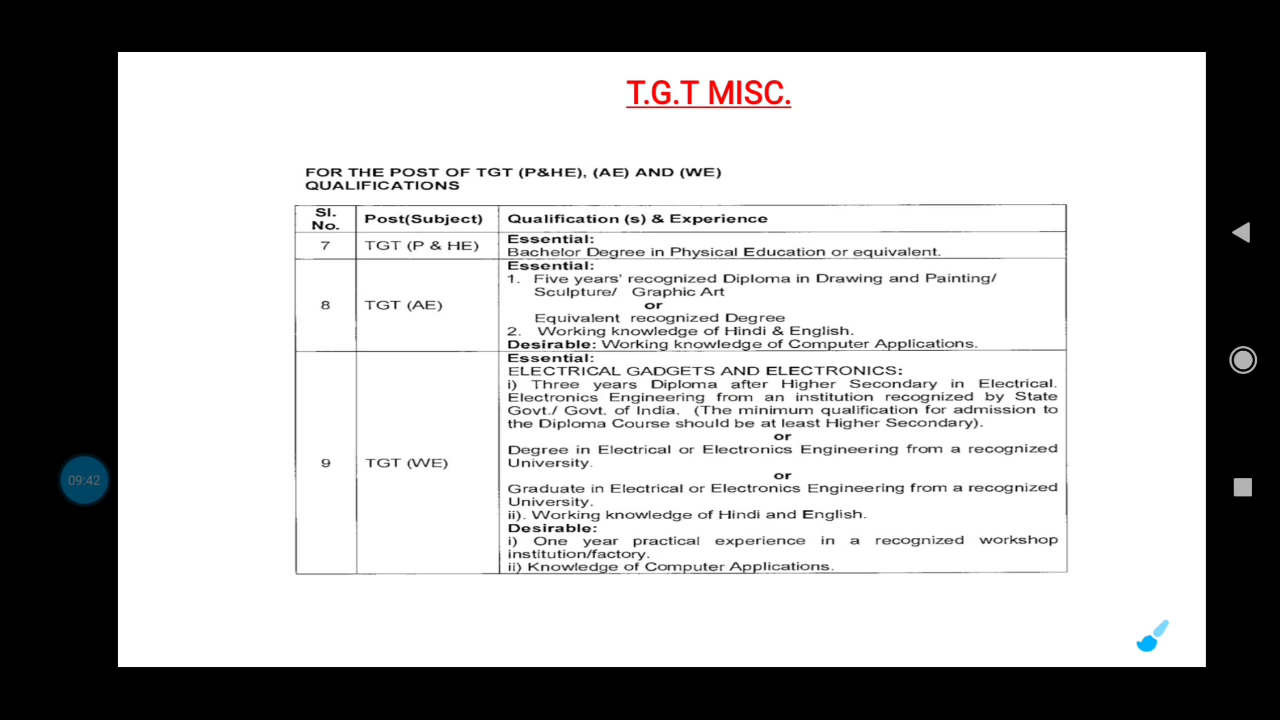 T.G.T MISC.
FOR THE POST OF TGT (P&HE), (AE) AND (WE)
QUALIFICATIONS
Sl. No. Post(Subject) Qualification (s) & Experience
7 TGT (P & HE) Essential:
Bachelor Degree in Physical Education or equivalent.
8 TGT (AE) Essential:
1. Five years' recognized Diploma in Drawing and Painting/
Sculpture/ Graphic Art
or
Equivalent recognized Degree
2. Working knowledge of Hindi & English.
Desirable: Working knowledge of Computer Applications.
9 TGT (WE) Essential:
ELECTRICAL GADGETS AND ELECTRONICS:
i) Three years Diploma after Higher Secondary in Electrical.
Electronics Engineering from an institution recognized by State
Govt./ Govt. of India. (The minimum qualification for admission to
the Diploma Course should be at least Higher Secondary).
or
Degree in Electrical or Electronics Engineering from a recognized
University.
or
Graduate in Electrical or Electronics Engineering from a recognized
University.
ii). Working knowledge of Hindi and English.
Desirable:
i) One year practical experience in a recognized workshop
institution/factory.
ii) Knowledge of Computer Applications.
09:42